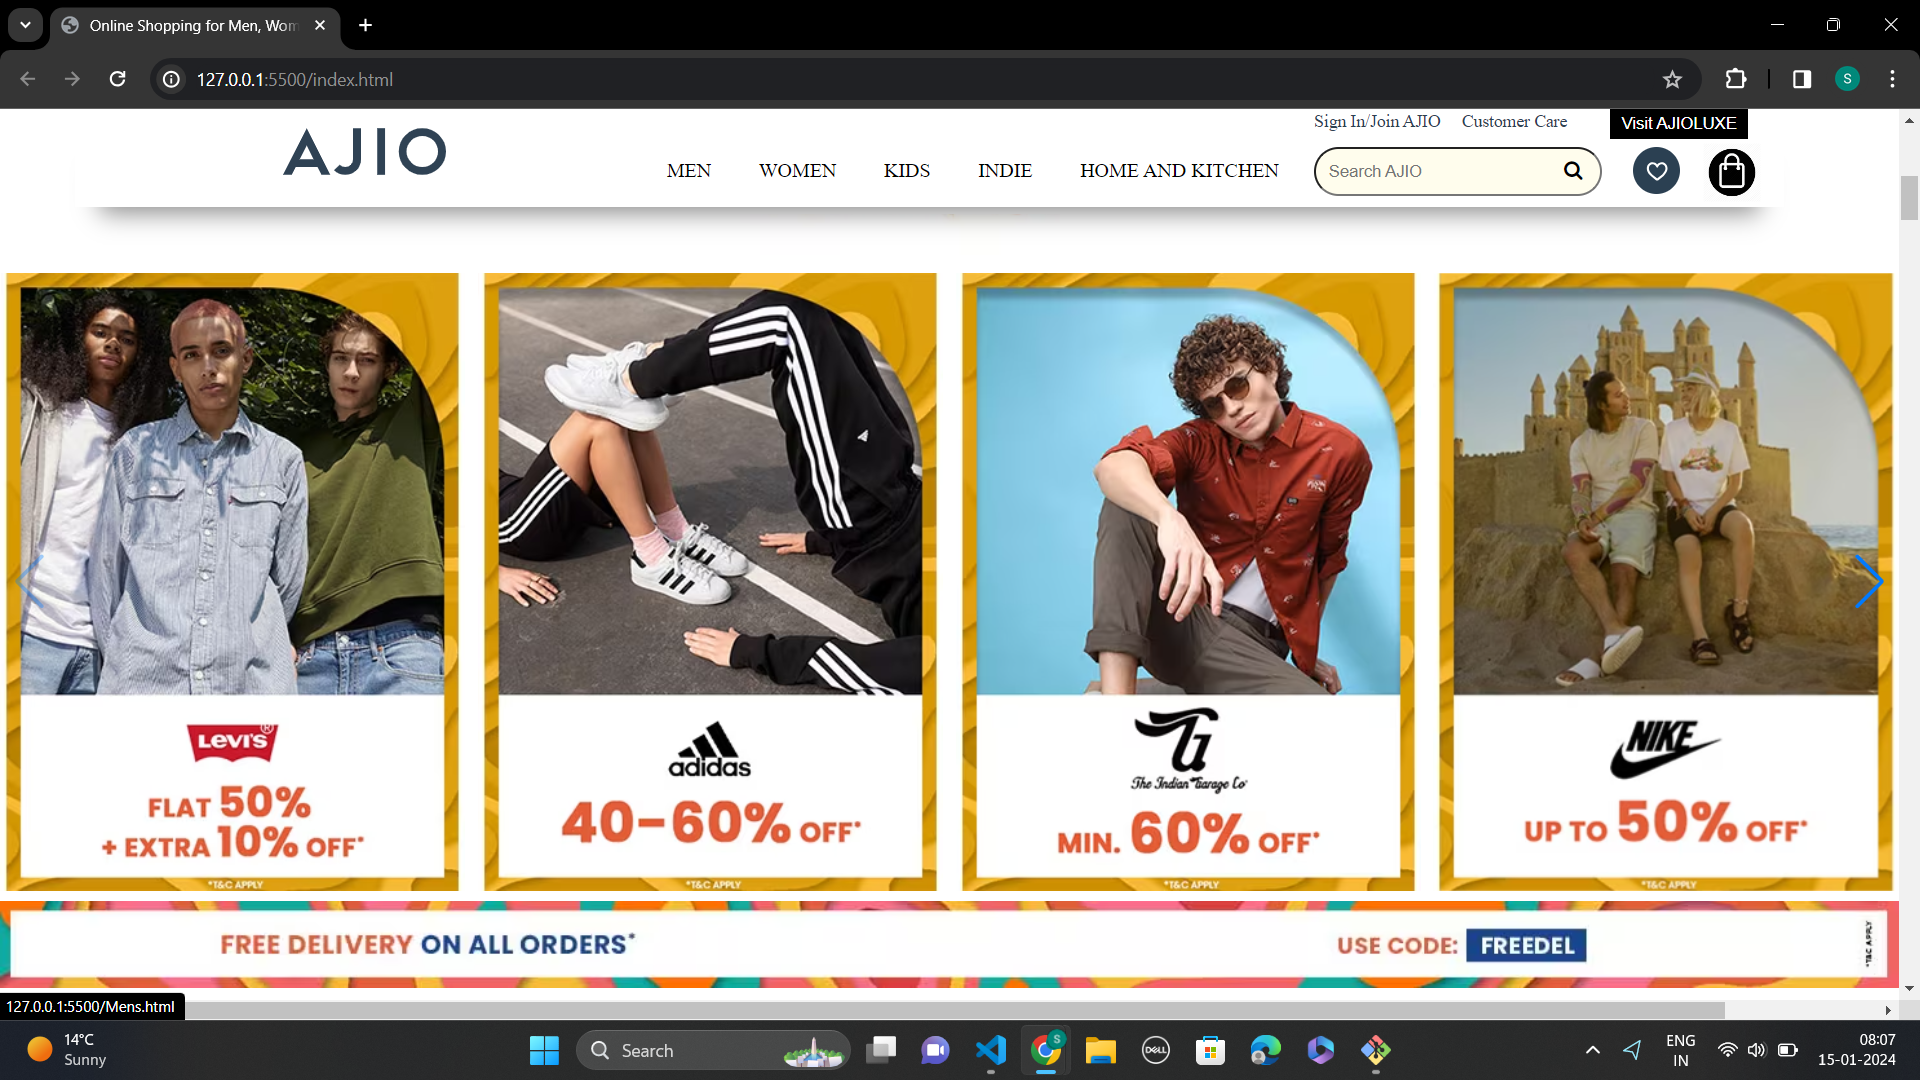 Online Shopping for Men, Wom
127.0.0.1:5500/index.html
S
Sign In/Join AJIO Customer Care Visit AJIOLUXE
AJIO
MEN WOMEN KIDS INDIE HOME AND KITCHEN Search AJIO
LEVI'S®
FLAT 50%
+ EXTRA 10% OFF*
*T&C APPLY
adidas
40-60% OFF*
*T&C APPLY
The Indian Garage Co
MIN. 60% OFF*
*T&C APPLY
NIKE
UP TO 50% OFF*
*T&C APPLY
FREE DELIVERY ON ALL ORDERS* USE CODE: FREEDEL
*T&C APPLY
127.0.0.1:5500/Mens.html
14°C
Sunny
Search
S
DELL
ENG
IN
08:07
15-01-2024